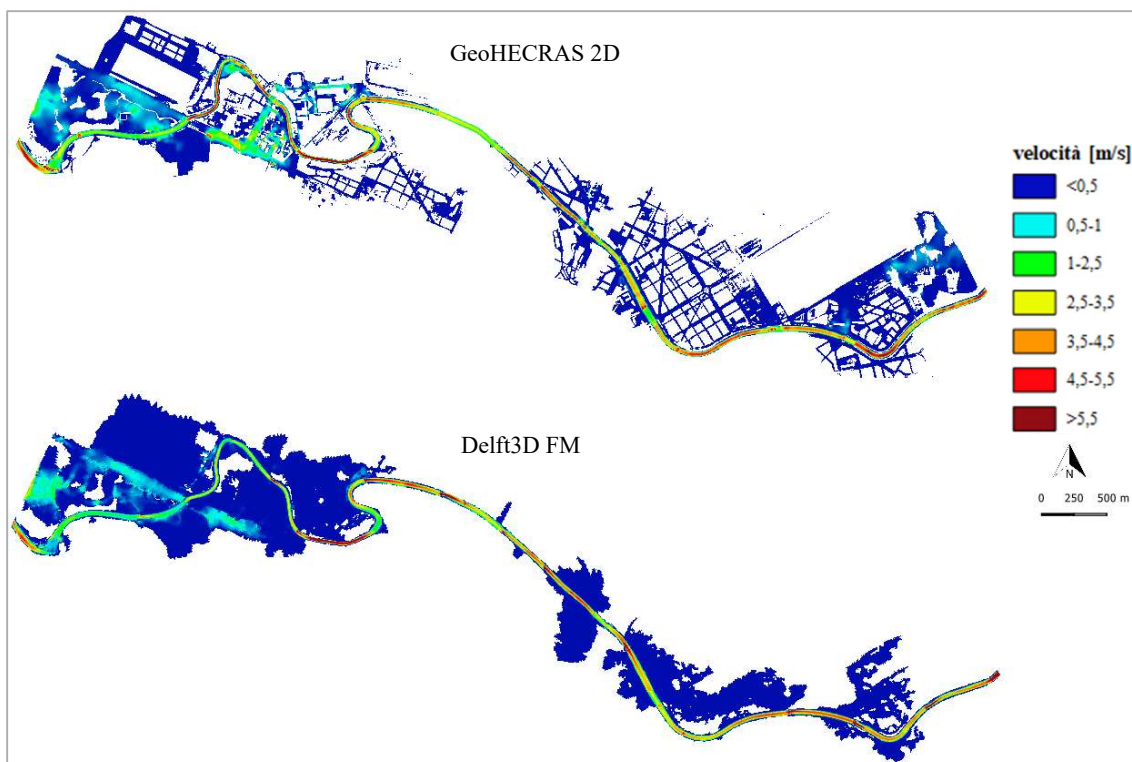 GeoHECRAS 2D
velocità [m/s]
<0,5
0,5-1
1-2,5
2,5-3,5
3,5-4,5
4,5-5,5
>5,5
Delft3D FM
N
0 250 500 m